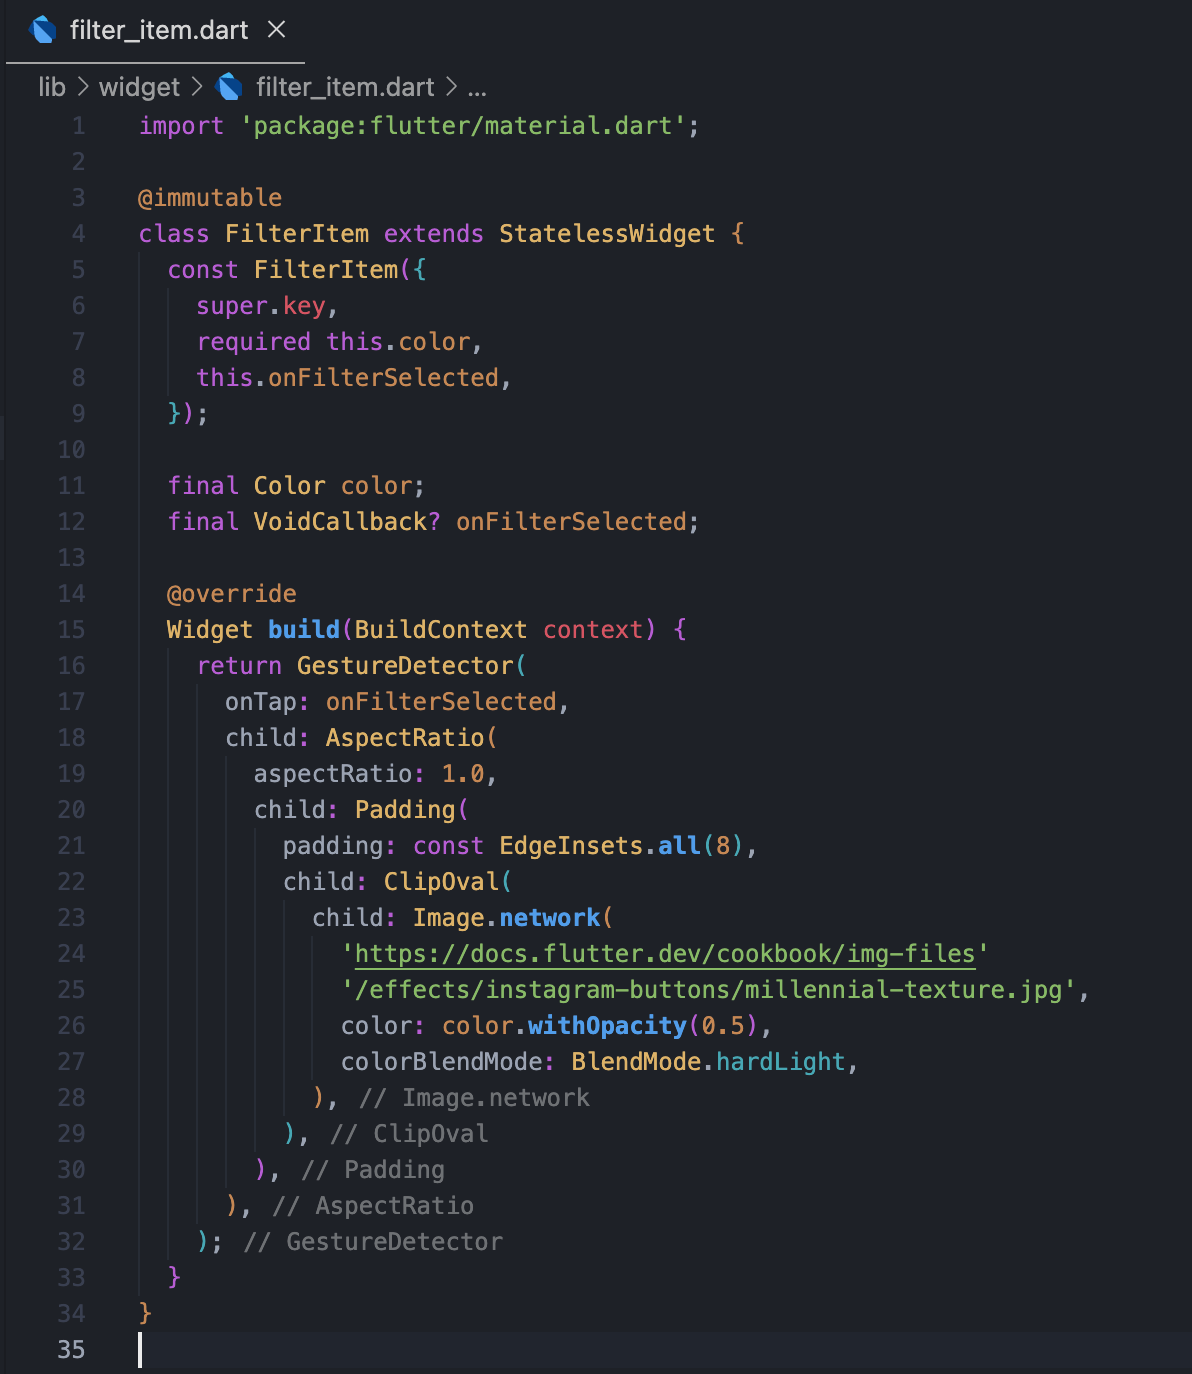 filter_item.dart ×
lib > widget > filter_item.dart > ...
1 import 'package:flutter/material.dart';
2
3 @immutable
4 class FilterItem extends StatelessWidget {
5   const FilterItem({
6     super.key,
7     required this.color,
8     this.onFilterSelected,
9   });
10
11   final Color color;
12   final VoidCallback? onFilterSelected;
13
14   @override
15   Widget build(BuildContext context) {
16     return GestureDetector(
17       onTap: onFilterSelected,
18       child: AspectRatio(
19         aspectRatio: 1.0,
20         child: Padding(
21           padding: const EdgeInsets.all(8),
22           child: ClipOval(
23             child: Image.network(
24               'https://docs.flutter.dev/cookbook/img-files'
25               '/effects/instagram-buttons/millennial-texture.jpg',
26               color: color.withOpacity(0.5),
27               colorBlendMode: BlendMode.hardLight,
28             ), // Image.network
29           ), // ClipOval
30         ), // Padding
31       ), // AspectRatio
32     ); // GestureDetector
33   }
34 }
35